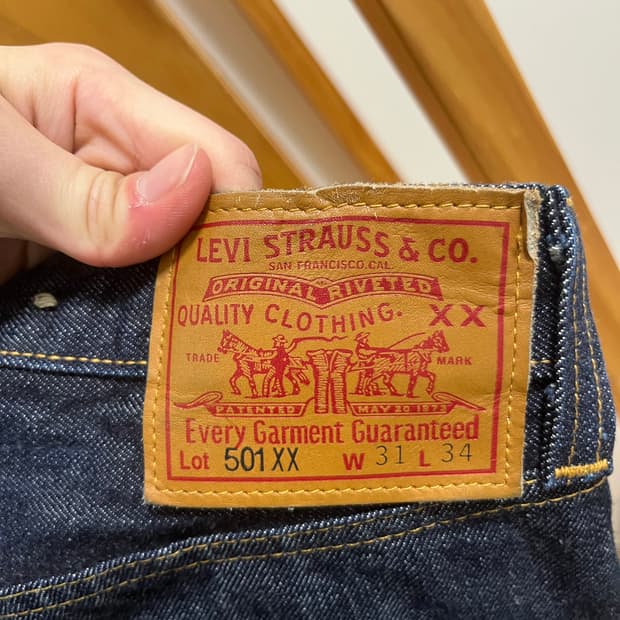 LEVI STRAUSS & CO.
SAN FRANCISCO, CAL.
ORIGINAL RIVETED
QUALITY CLOTHING. XX
TRADE MARK
PATENTED MAY 20 1873
Every Garment Guaranteed
Lot 501XX W 31 L 34